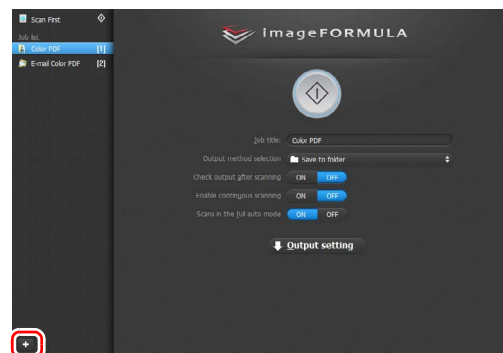 Scan First
Job list
Color PDF [1]
E-mail Color PDF [2]
imageFORMULA
Job title: Color PDF
Output method selection Save to folder
Check output after scanning ON OFF
Enable continuous scanning ON OFF
Scans in the full auto mode ON OFF
Output setting
+